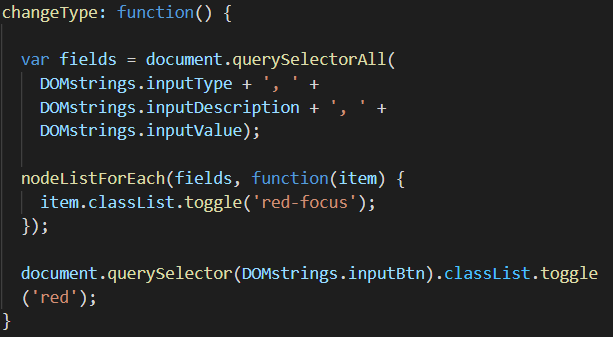 changeType: function() {
var fields = document.querySelectorAll(
DOMstrings.inputType + ', ' +
DOMstrings.inputDescription + ', ' +
DOMstrings.inputValue);
nodeListForEach(fields, function(item) {
item.classList.toggle('red-focus');
});
document.querySelector(DOMstrings.inputBtn).classList.toggle
('red');
}